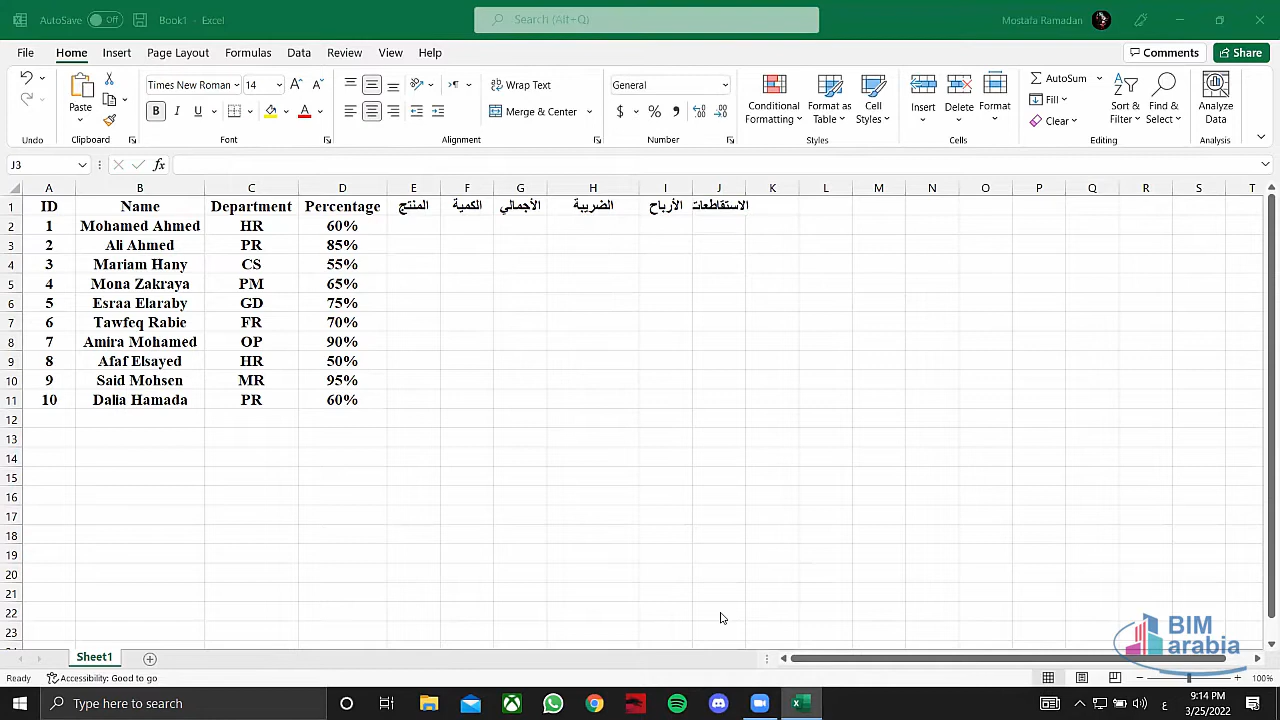 AutoSave Off Book1 - Excel Search (Alt+Q) Mostafa Ramadan
File Home Insert Page Layout Formulas Data Review View Help Comments Share
Times New Roman 14 Wrap Text General AutoSum
Paste B I U Merge & Center $ % Conditional Formatting Format as Table Cell Styles Insert Delete Format Fill Clear Sort & Filter Find & Select Analyze Data
Undo Clipboard Font Alignment Number Styles Cells Editing Analysis
J3 fx
A B C D E F G H I J K L M N O P Q R S T
1 ID Name Department Percentage المنتج الكمية الأجمالي الضريبة الأرباح الاستقاطعات
2 1 Mohamed Ahmed HR 60%
3 2 Ali Ahmed PR 85%
4 3 Mariam Hany CS 55%
5 4 Mona Zakraya PM 65%
6 5 Esraa Elaraby GD 75%
7 6 Tawfeq Rabie FR 70%
8 7 Amira Mohamed OP 90%
9 8 Afaf Elsayed HR 50%
10 9 Said Mohsen MR 95%
11 10 Dalia Hamada PR 60%
12
13
14
15
16
17
18
19
20
21
22
23
BIM
arabia
Sheet1
Ready Accessibility: Good to go 100%
Type here to search ع 9:14 PM
3/25/2022